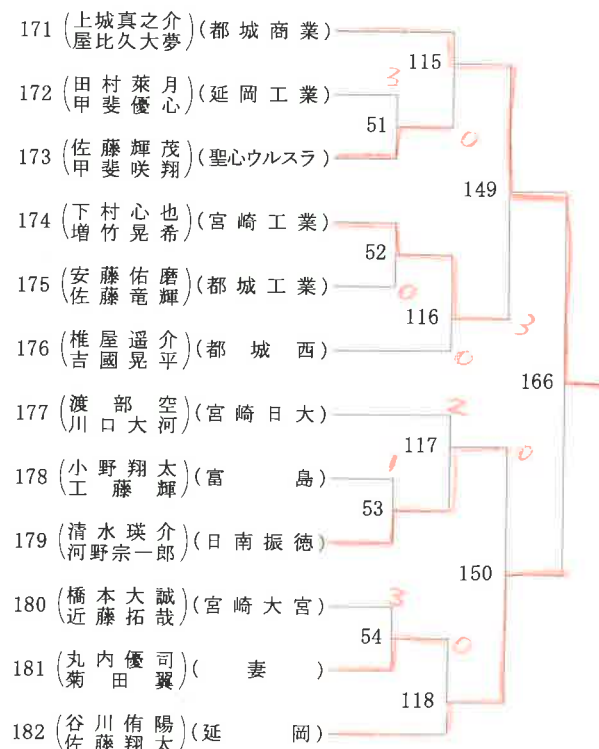 171 (上城真之介 屋比久大夢)(都城商業)
115
3
172 (田村萊月 甲斐優心)(延岡工業)
51
0
173 (佐藤輝茂 甲斐咲翔)(聖心ウルスラ)
149
174 (下村心也 増竹晃希)(宮崎工業)
52
175 (安藤佑磨 佐藤竜輝)(都城工業)
0
116
3
176 (椎屋遥介 吉國晃平)(都城西)
0
166
177 (渡部空 川口大河)(宮崎日大)
2
117
0
178 (小野翔太 工藤輝)(富島)
1
53
179 (清水瑛介 河野宗一郎)(日南振徳)
150
180 (橋本大誠 近藤拓哉)(宮崎大宮)
3
54
0
181 (丸内優司 菊田翼)(妻)
118
182 (谷川侑陽 佐藤翔太)(延岡)